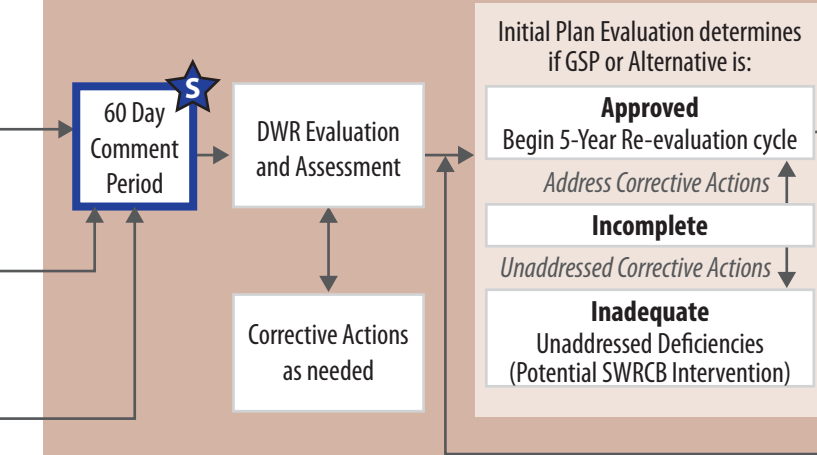 Initial Plan Evaluation determines
if GSP or Alternative is:
S
60 Day
Comment
Period
DWR Evaluation
and Assessment
Approved
Begin 5-Year Re-evaluation cycle
Address Corrective Actions
Incomplete
Unaddressed Corrective Actions
Corrective Actions
as needed
Inadequate
Unaddressed Deficiencies
(Potential SWRCB Intervention)